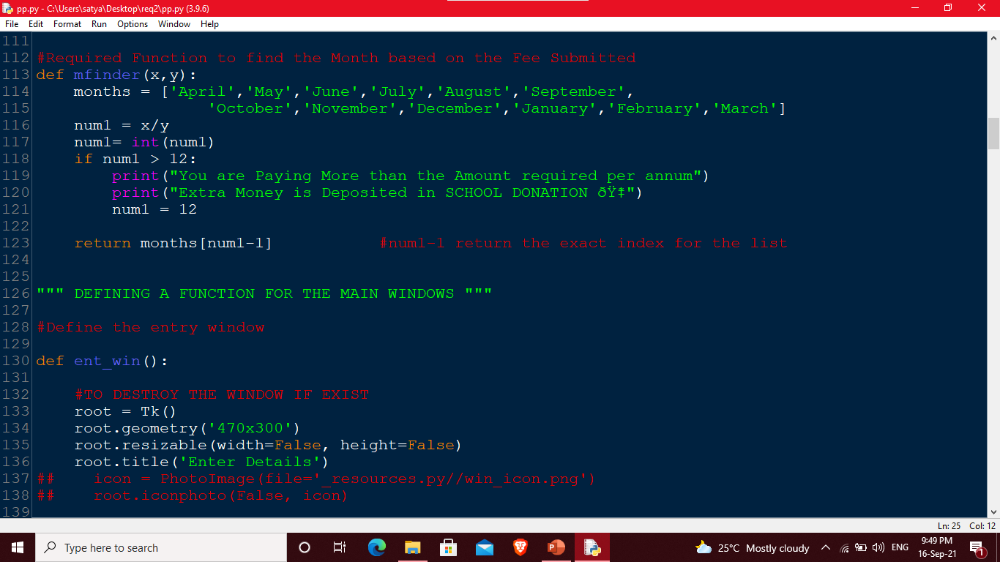 pp.py - C:\Users\satya\Desktop\req2\pp.py (3.9.6)
File Edit Format Run Options Window Help
111
112 #Required Function to find the Month based on the Fee Submitted
113 def mfinder(x,y):
114     months = ['April','May','June','July','August','September',
115                   'October','November','December','January','February','March']
116     num1 = x/y
117     num1= int(num1)
118     if num1 > 12:
119         print("You are Paying More than the Amount required per annum")
120         print("Extra Money is Deposited in SCHOOL DONATION ðŸ‡")
121         num1 = 12
122
123     return months[num1-1]           #num1-1 return the exact index for the list
124
125
126 """ DEFINING A FUNCTION FOR THE MAIN WINDOWS """
127
128 #Define the entry window
129
130 def ent_win():
131
132     #TO DESTROY THE WINDOW IF EXIST
133     root = Tk()
134     root.geometry('470x300')
135     root.resizable(width=False, height=False)
136     root.title('Enter Details')
137 ##    icon = PhotoImage(file='_resources.py//win_icon.png')
138 ##    root.iconphoto(False, icon)
139
Ln: 25 Col: 12
Type here to search
25°C Mostly cloudy
ENG
9:49 PM
16-Sep-21
1